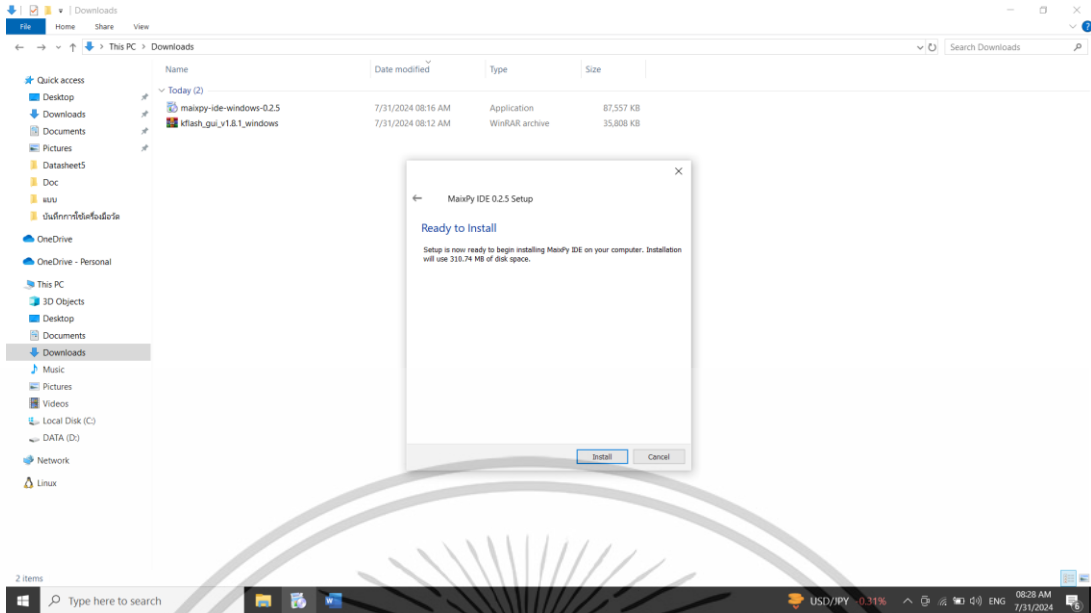 Downloads
File Home Share View
This PC > Downloads
Search Downloads
Name Date modified Type Size
Quick access
Today (2)
Desktop
maixpy-ide-windows-0.2.5 7/31/2024 08:16 AM Application 87,557 KB
Downloads
kflash_gui_v1.8.1_windows 7/31/2024 08:12 AM WinRAR archive 35,808 KB
Documents
Pictures
Datasheet5
Doc
แบบ
บันทึกการใช้เครื่องมือวัด
OneDrive
OneDrive - Personal
This PC
3D Objects
Desktop
Documents
Downloads
Music
Pictures
Videos
Local Disk (C:)
DATA (D:)
Network
Linux
MaixPy IDE 0.2.5 Setup
Ready to Install
Setup is now ready to begin installing MaixPy IDE on your computer. Installation
will use 310.74 MB of disk space.
Install Cancel
2 items
Type here to search
USD/JPY -0.31%
ENG
08:28 AM
7/31/2024